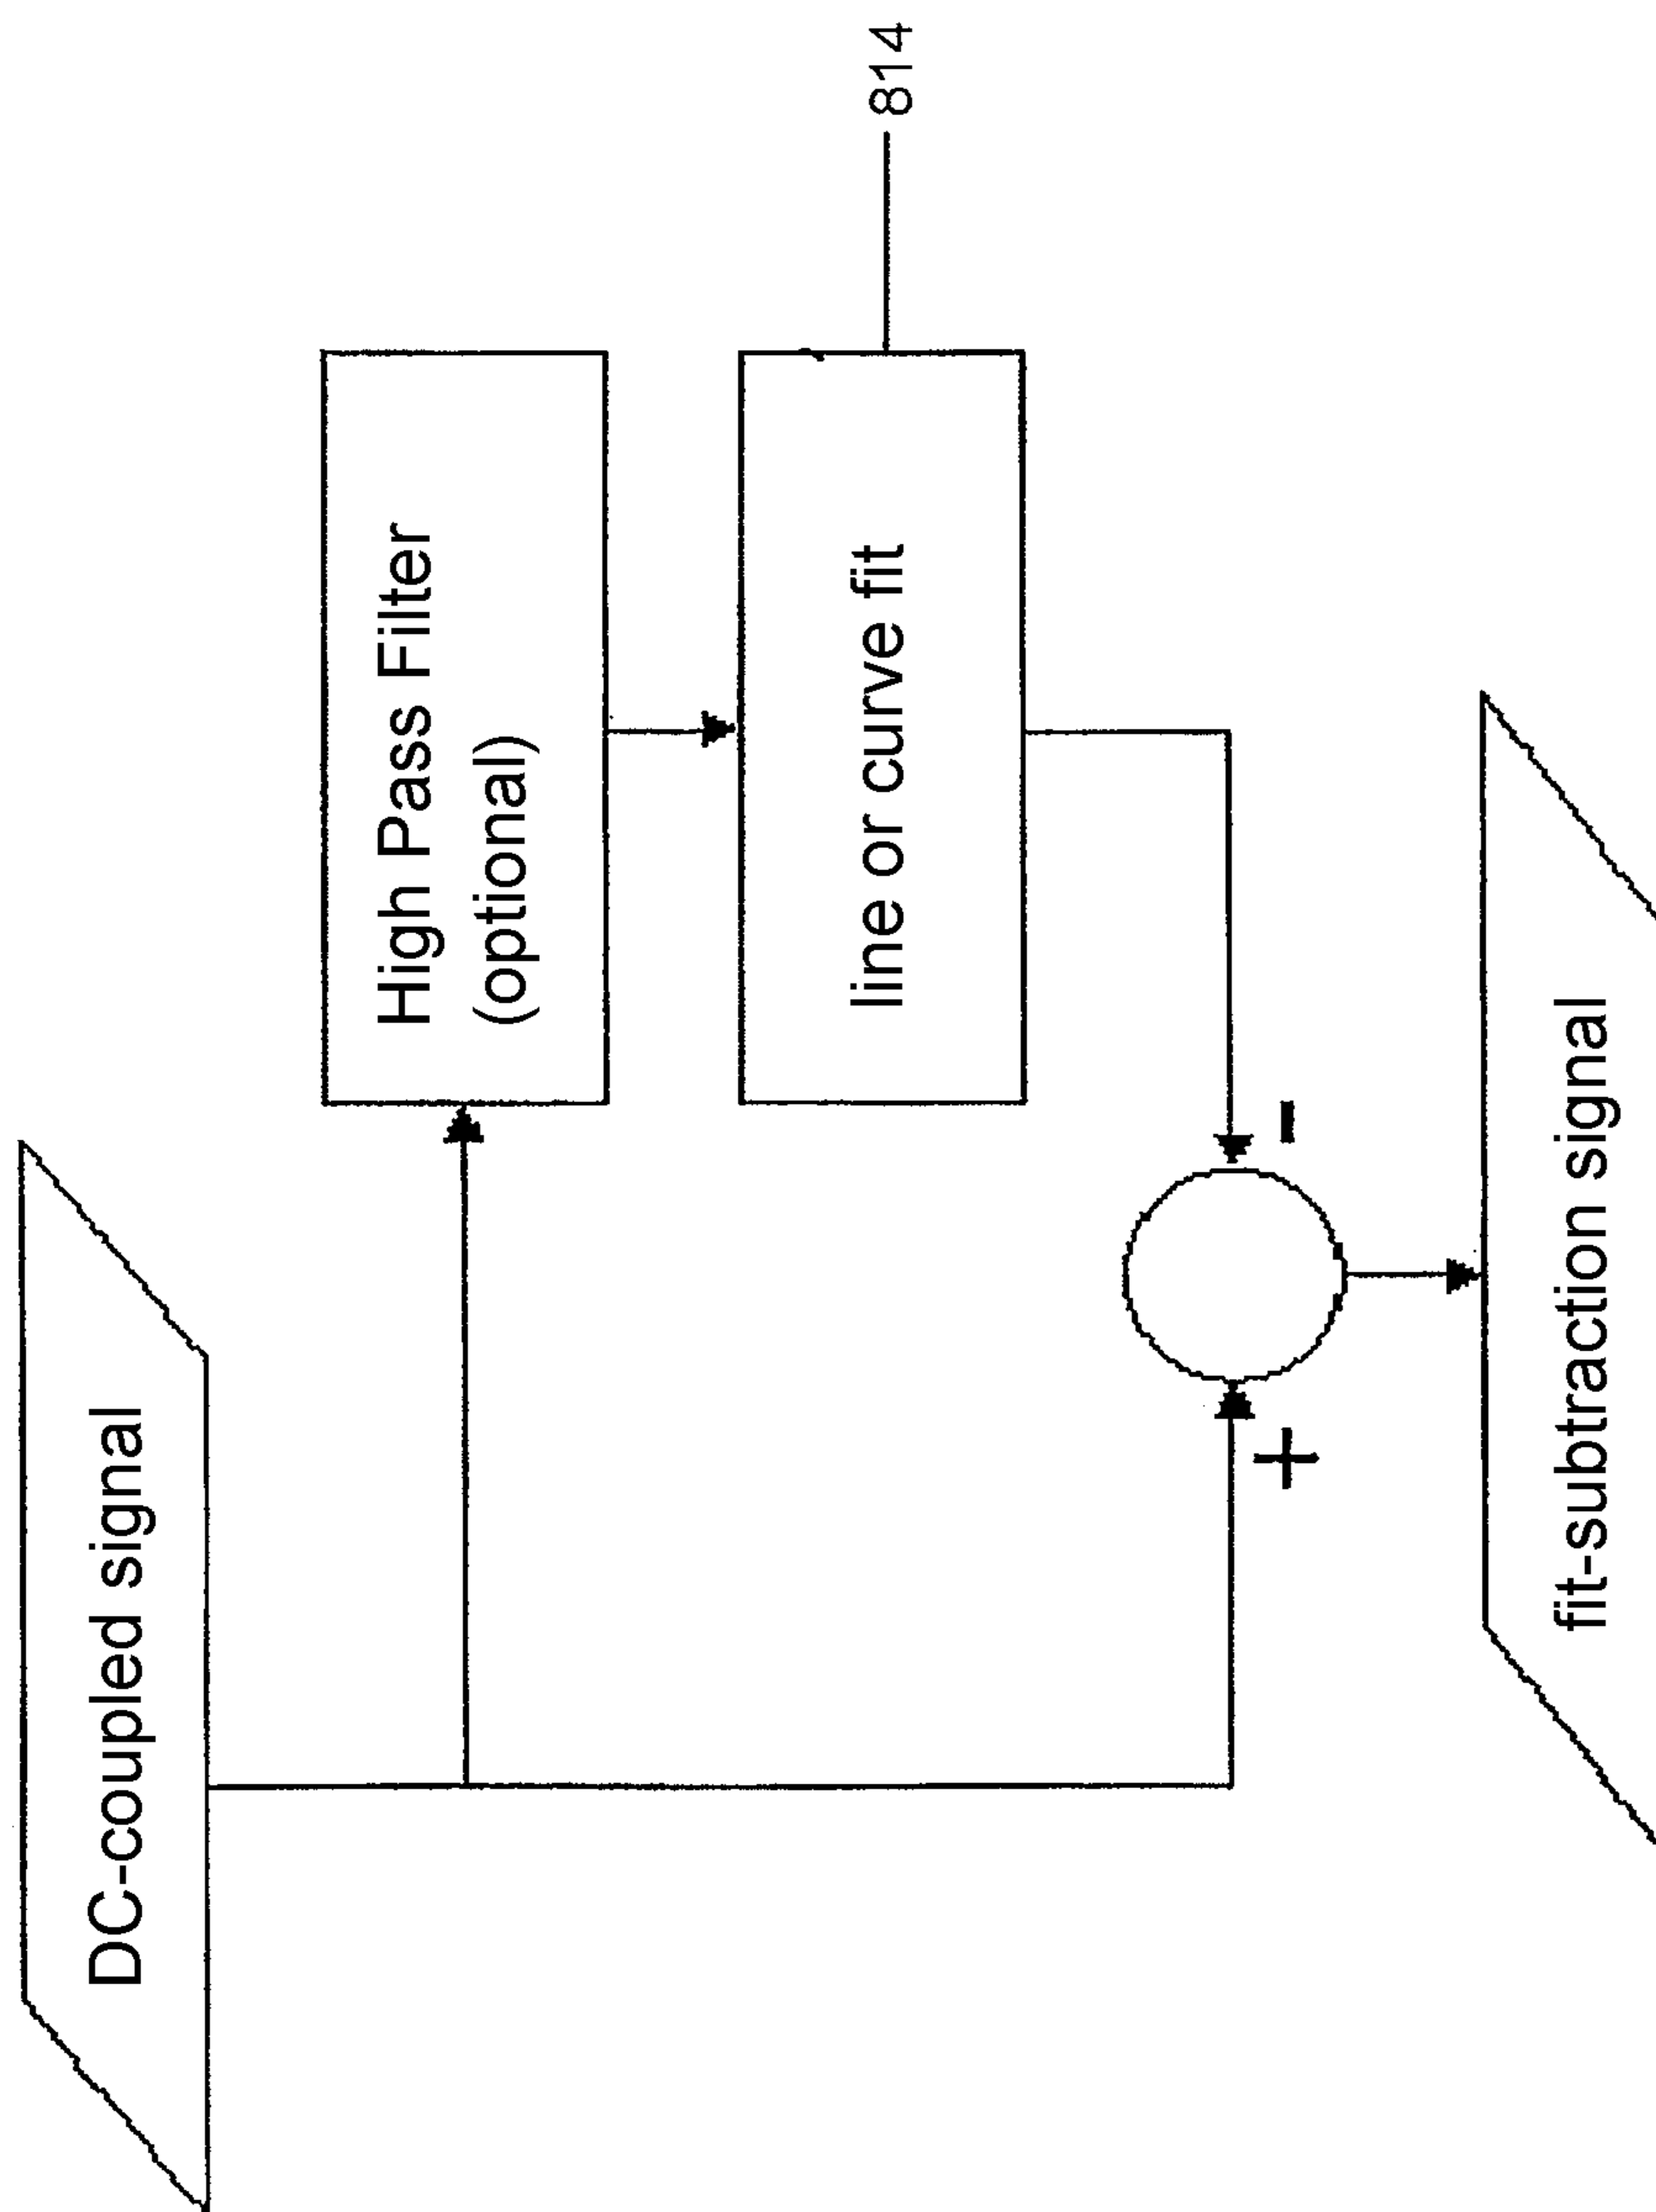 DC-coupled signal
High Pass Filter
(optional)
line or curve fit
814
+
-
fit-subtraction signal